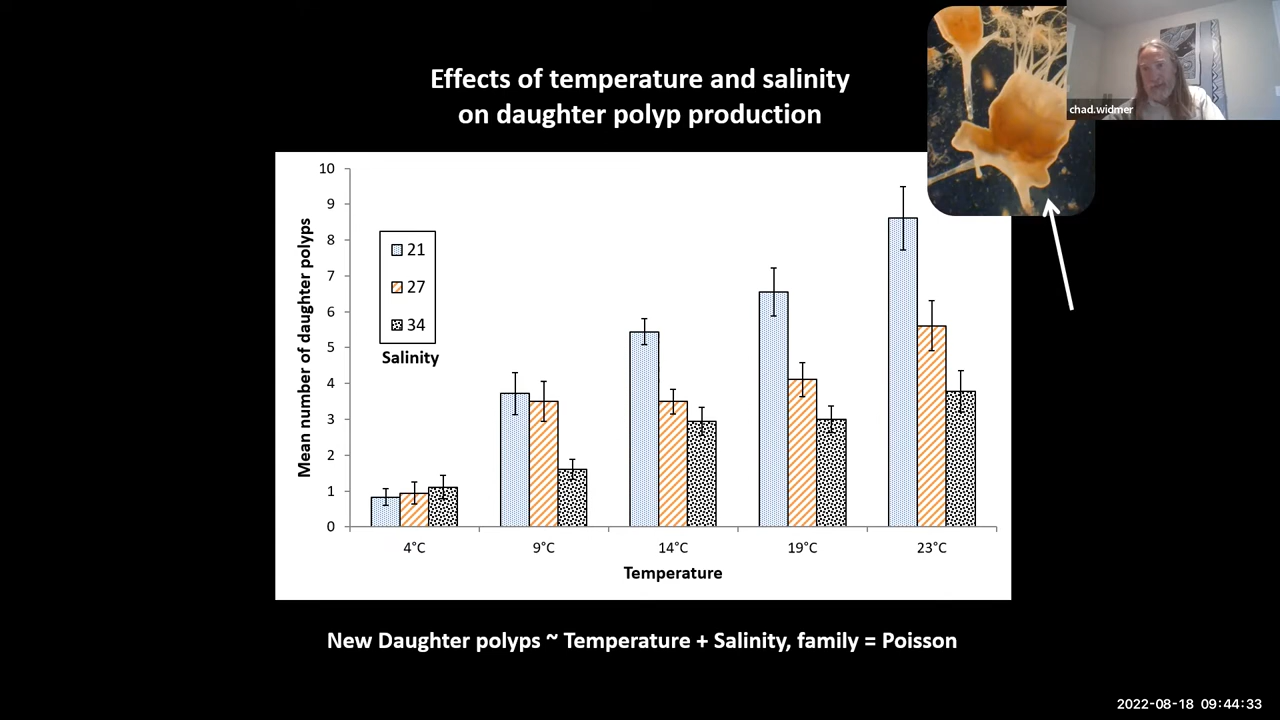 Effects of temperature and salinity
on daughter polyp production
chad.widmer
10
9
8
7
6
5
4
3
2
1
0
Mean number of daughter polyps
21
27
34
Salinity
4°C 9°C 14°C 19°C 23°C
Temperature
New Daughter polyps ~ Temperature + Salinity, family = Poisson
2022-08-18 09:44:33